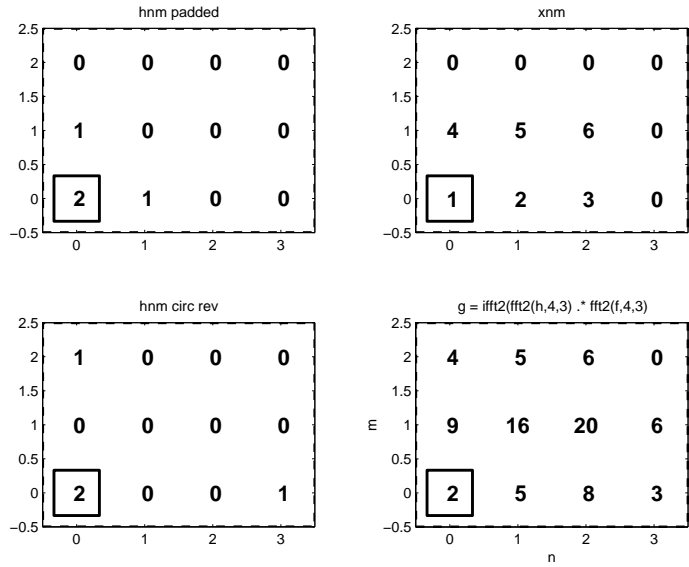 hnm padded
2.5
2 0 0 0 0
1.5
1 1 0 0 0
0.5
0 2 1 0 0
−0.5
0 1 2 3
xnm
2.5
2 0 0 0 0
1.5
1 4 5 6 0
0.5
0 1 2 3 0
−0.5
0 1 2 3
hnm circ rev
2.5
2 1 0 0 0
1.5
1 0 0 0 0
0.5
0 2 0 0 1
−0.5
0 1 2 3
g = ifft2(fft2(h,4,3) .* fft2(f,4,3)
2.5
2 4 5 6 0
1.5
m 1 9 16 20 6
0.5
0 2 5 8 3
−0.5
0 1 2 3
n